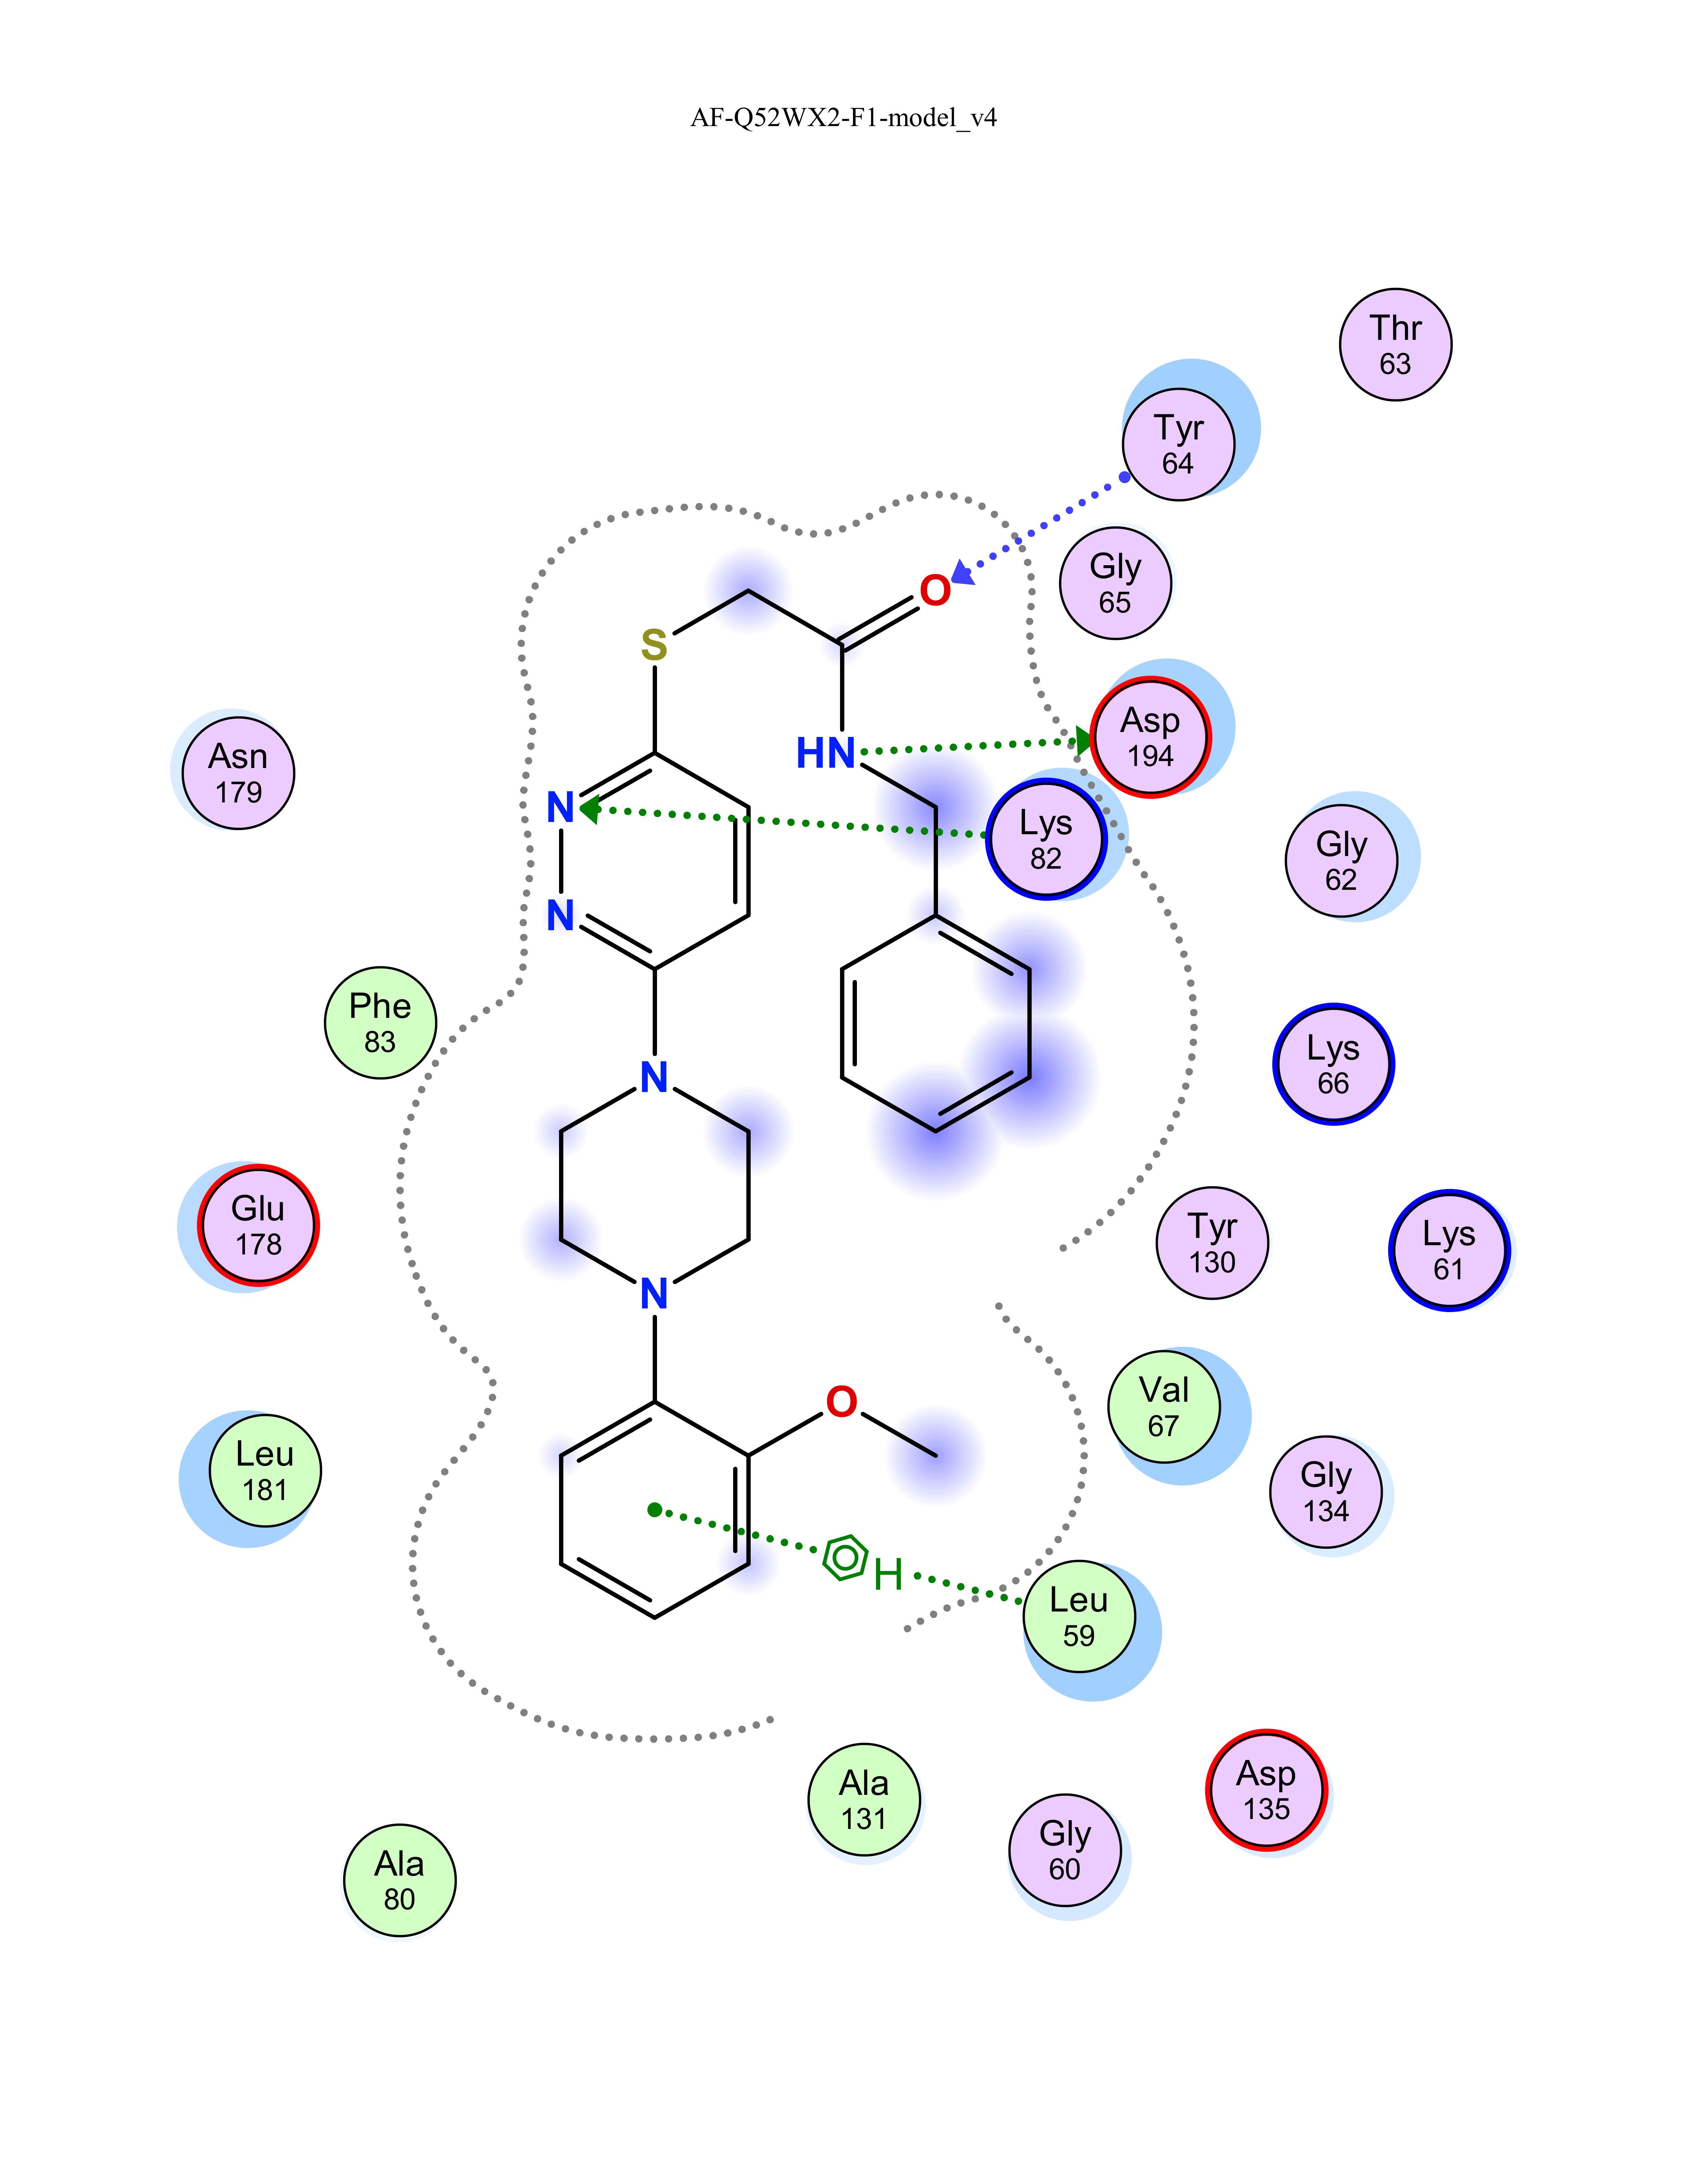 AF-Q52WX2-F1-model_v4
Thr
63
Tyr
64
Gly
65
O
S
Asp
194
HN
Asn
179
N
Lys
82
Gly
62
N
Phe
83
Lys
66
N
Glu
178
Tyr
130
Lys
61
N
Val
67
O
Leu
181
Gly
134
H
Leu
59
Asp
135
Ala
131
Gly
60
Ala
80